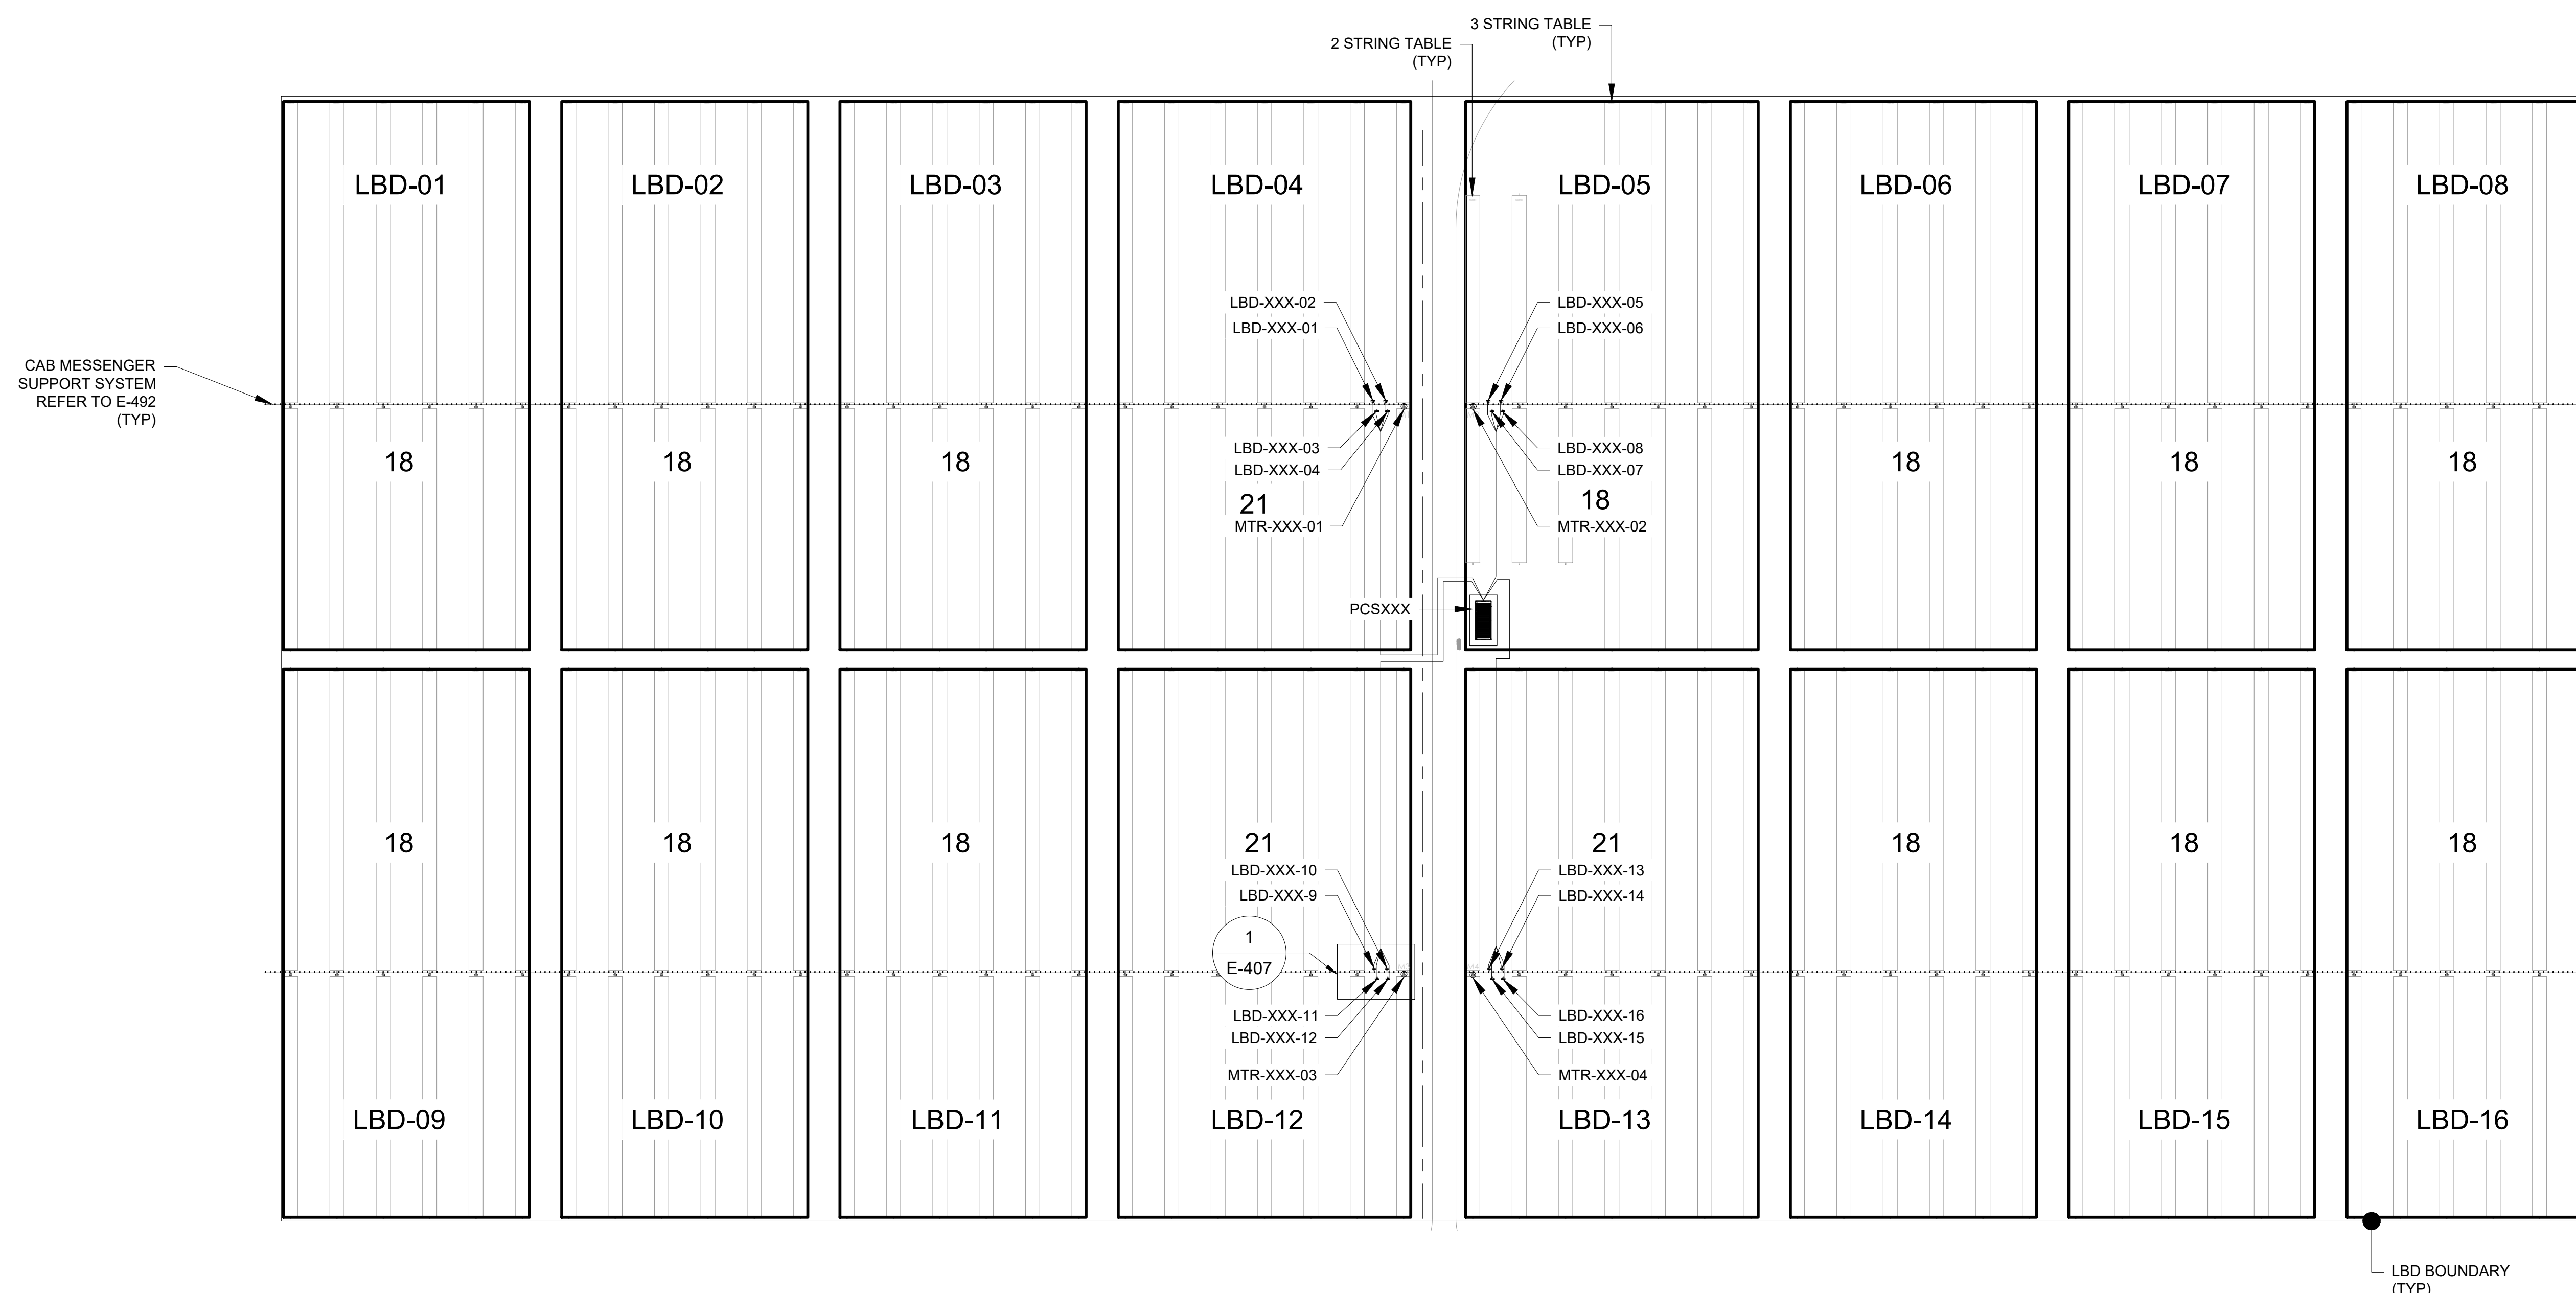 3 STRING TABLE
(TYP)
2 STRING TABLE
(TYP)
LBD-01
LBD-02
LBD-03
LBD-04
LBD-05
LBD-06
LBD-07
LBD-08
LBD-XXX-02
LBD-XXX-01
LBD-XXX-05
LBD-XXX-06
CAB MESSENGER
SUPPORT SYSTEM
REFER TO E-492
(TYP)
LBD-XXX-03
LBD-XXX-04
LBD-XXX-08
LBD-XXX-07
18
18
18
21
18
18
18
18
MTR-XXX-01
MTR-XXX-02
PCSXXX
18
18
18
21
21
18
18
18
LBD-XXX-10
LBD-XXX-9
LBD-XXX-13
LBD-XXX-14
1
E-407
LBD-XXX-11
LBD-XXX-12
MTR-XXX-03
LBD-XXX-16
LBD-XXX-15
MTR-XXX-04
LBD-09
LBD-10
LBD-11
LBD-12
LBD-13
LBD-14
LBD-15
LBD-16
LBD BOUNDARY
(TYP)